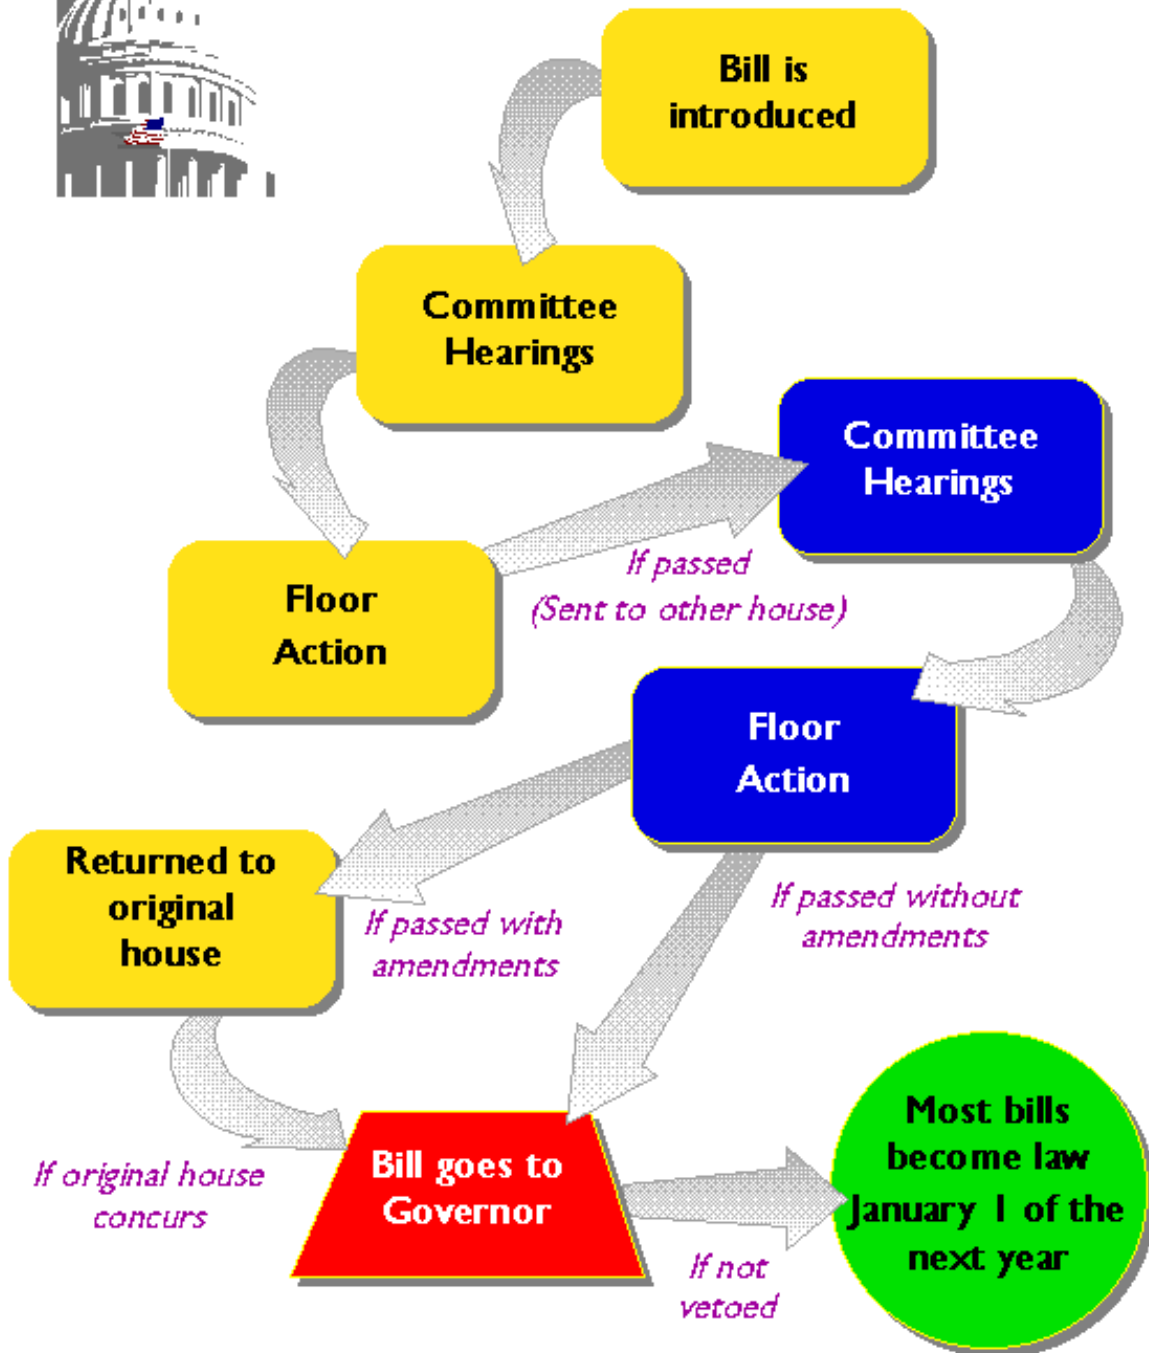 Bill is
introduced
Committee
Hearings
Committee
Hearings
If passed
(Sent to other house)
Floor
Action
Floor
Action
Returned to
original
house
If passed with
amendments
If passed without
amendments
If original house
concurs
Bill goes to
Governor
If not
vetoed
Most bills
become law
January 1 of the
next year